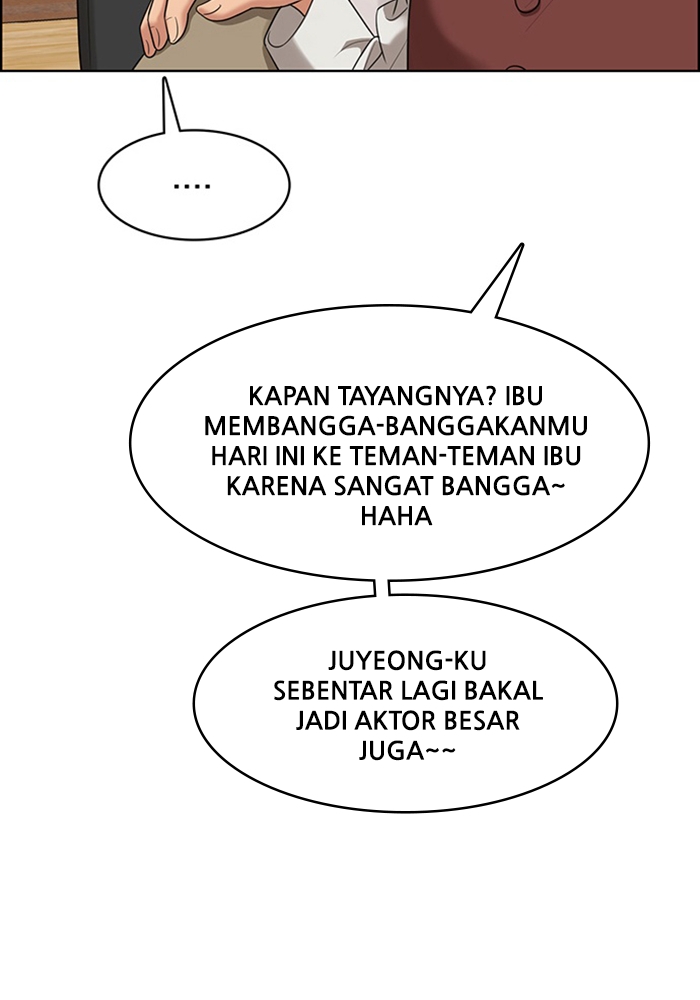 ....
KAPAN TAYANGNYA? IBU
MEMBANGGA-BANGGAKANMU
HARI INI KE TEMAN-TEMAN IBU
KARENA SANGAT BANGGA~
HAHA
JUYEONG-KU
SEBENTAR LAGI BAKAL
JADI AKTOR BESAR
JUGA~~